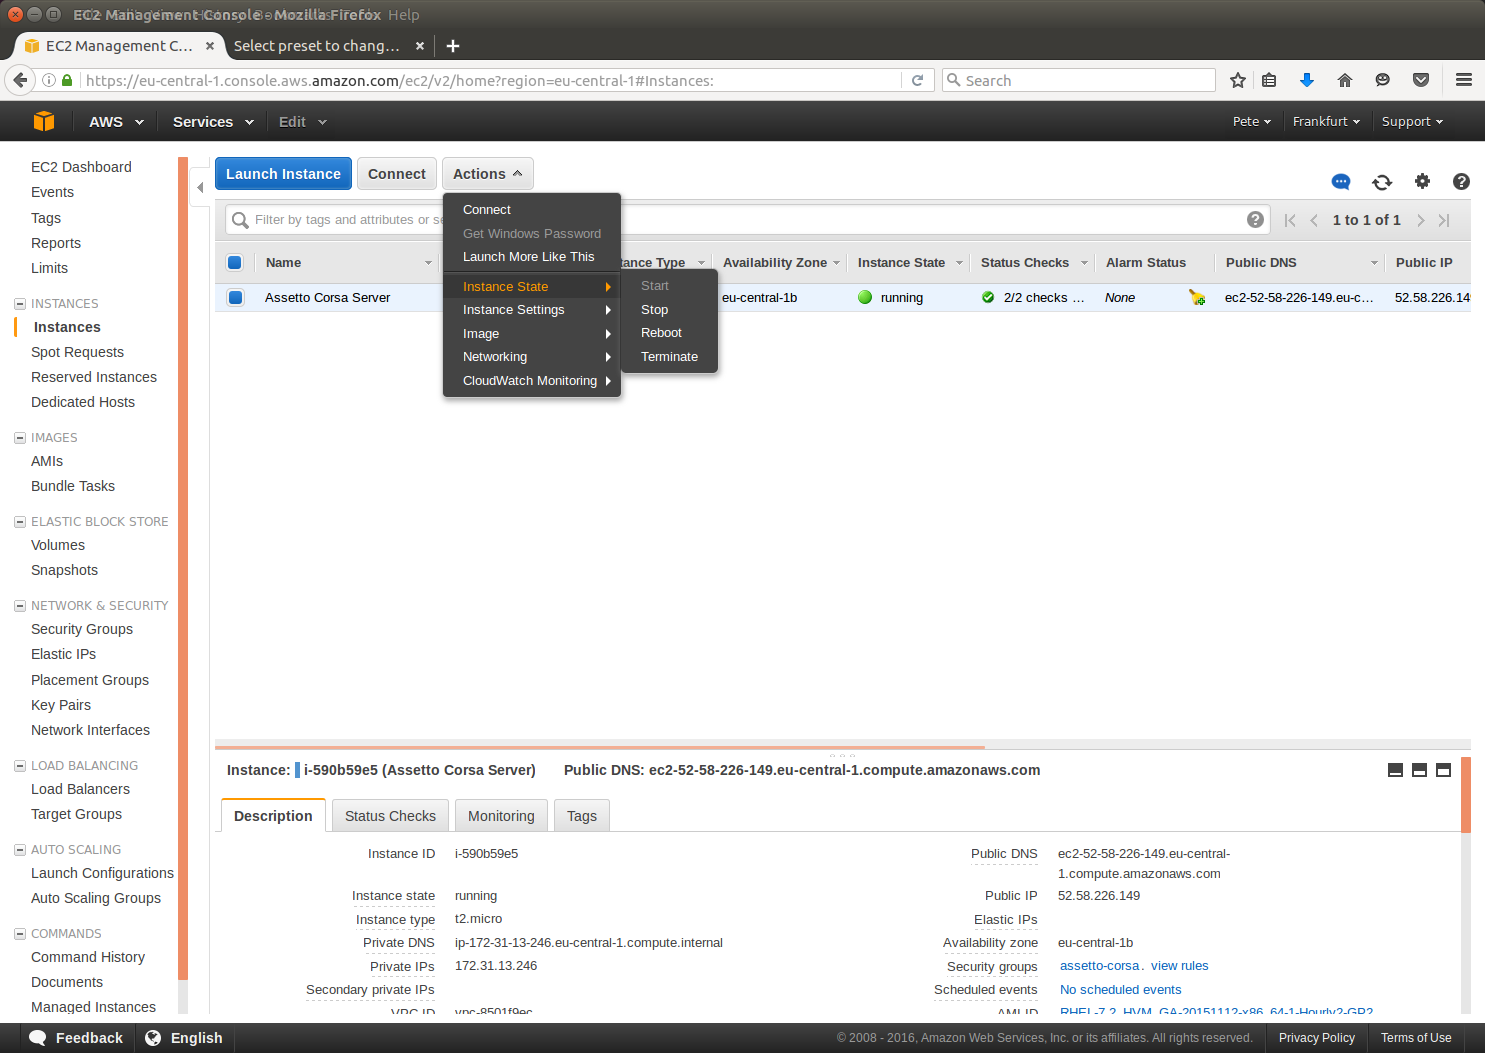 EC2 Management Console - Mozilla Firefox
Help
EC2 Management C...
Select preset to chang...
https://eu-central-1.console.aws.amazon.com/ec2/v2/home?region=eu-central-1#Instances:
Search
AWS
Services
Edit
Pete
Frankfurt
Support
EC2 Dashboard
Events
Tags
Reports
Limits
INSTANCES
Instances
Spot Requests
Reserved Instances
Dedicated Hosts
IMAGES
AMIs
Bundle Tasks
ELASTIC BLOCK STORE
Volumes
Snapshots
NETWORK & SECURITY
Security Groups
Elastic IPs
Placement Groups
Key Pairs
Network Interfaces
LOAD BALANCING
Load Balancers
Target Groups
AUTO SCALING
Launch Configurations
Auto Scaling Groups
COMMANDS
Command History
Documents
Managed Instances
Launch Instance
Connect
Actions
Filter by tags and attributes or se
1 to 1 of 1
Connect
Get Windows Password
Launch More Like This
Instance State
Instance Settings
Image
Networking
CloudWatch Monitoring
Start
Stop
Reboot
Terminate
Name
tance Type
Availability Zone
Instance State
Status Checks
Alarm Status
Public DNS
Public IP
Assetto Corsa Server
eu-central-1b
running
2/2 checks ...
None
ec2-52-58-226-149.eu-c...
52.58.226.149
Instance: i-590b59e5 (Assetto Corsa Server)
Public DNS: ec2-52-58-226-149.eu-central-1.compute.amazonaws.com
Description
Status Checks
Monitoring
Tags
Instance ID i-590b59e5
Instance state running
Instance type t2.micro
Private DNS ip-172-31-13-246.eu-central-1.compute.internal
Private IPs 172.31.13.246
Secondary private IPs
VPC ID vpc-8501f9ec
Public DNS ec2-52-58-226-149.eu-central-
1.compute.amazonaws.com
Public IP 52.58.226.149
Elastic IPs
Availability zone eu-central-1b
Security groups assetto-corsa. view rules
Scheduled events No scheduled events
AMI ID RHEL-7.2_HVM_GA-20151112-x86_64-1-Hourly2-GP2
Feedback
English
© 2008 - 2016, Amazon Web Services, Inc. or its affiliates. All rights reserved.
Privacy Policy
Terms of Use